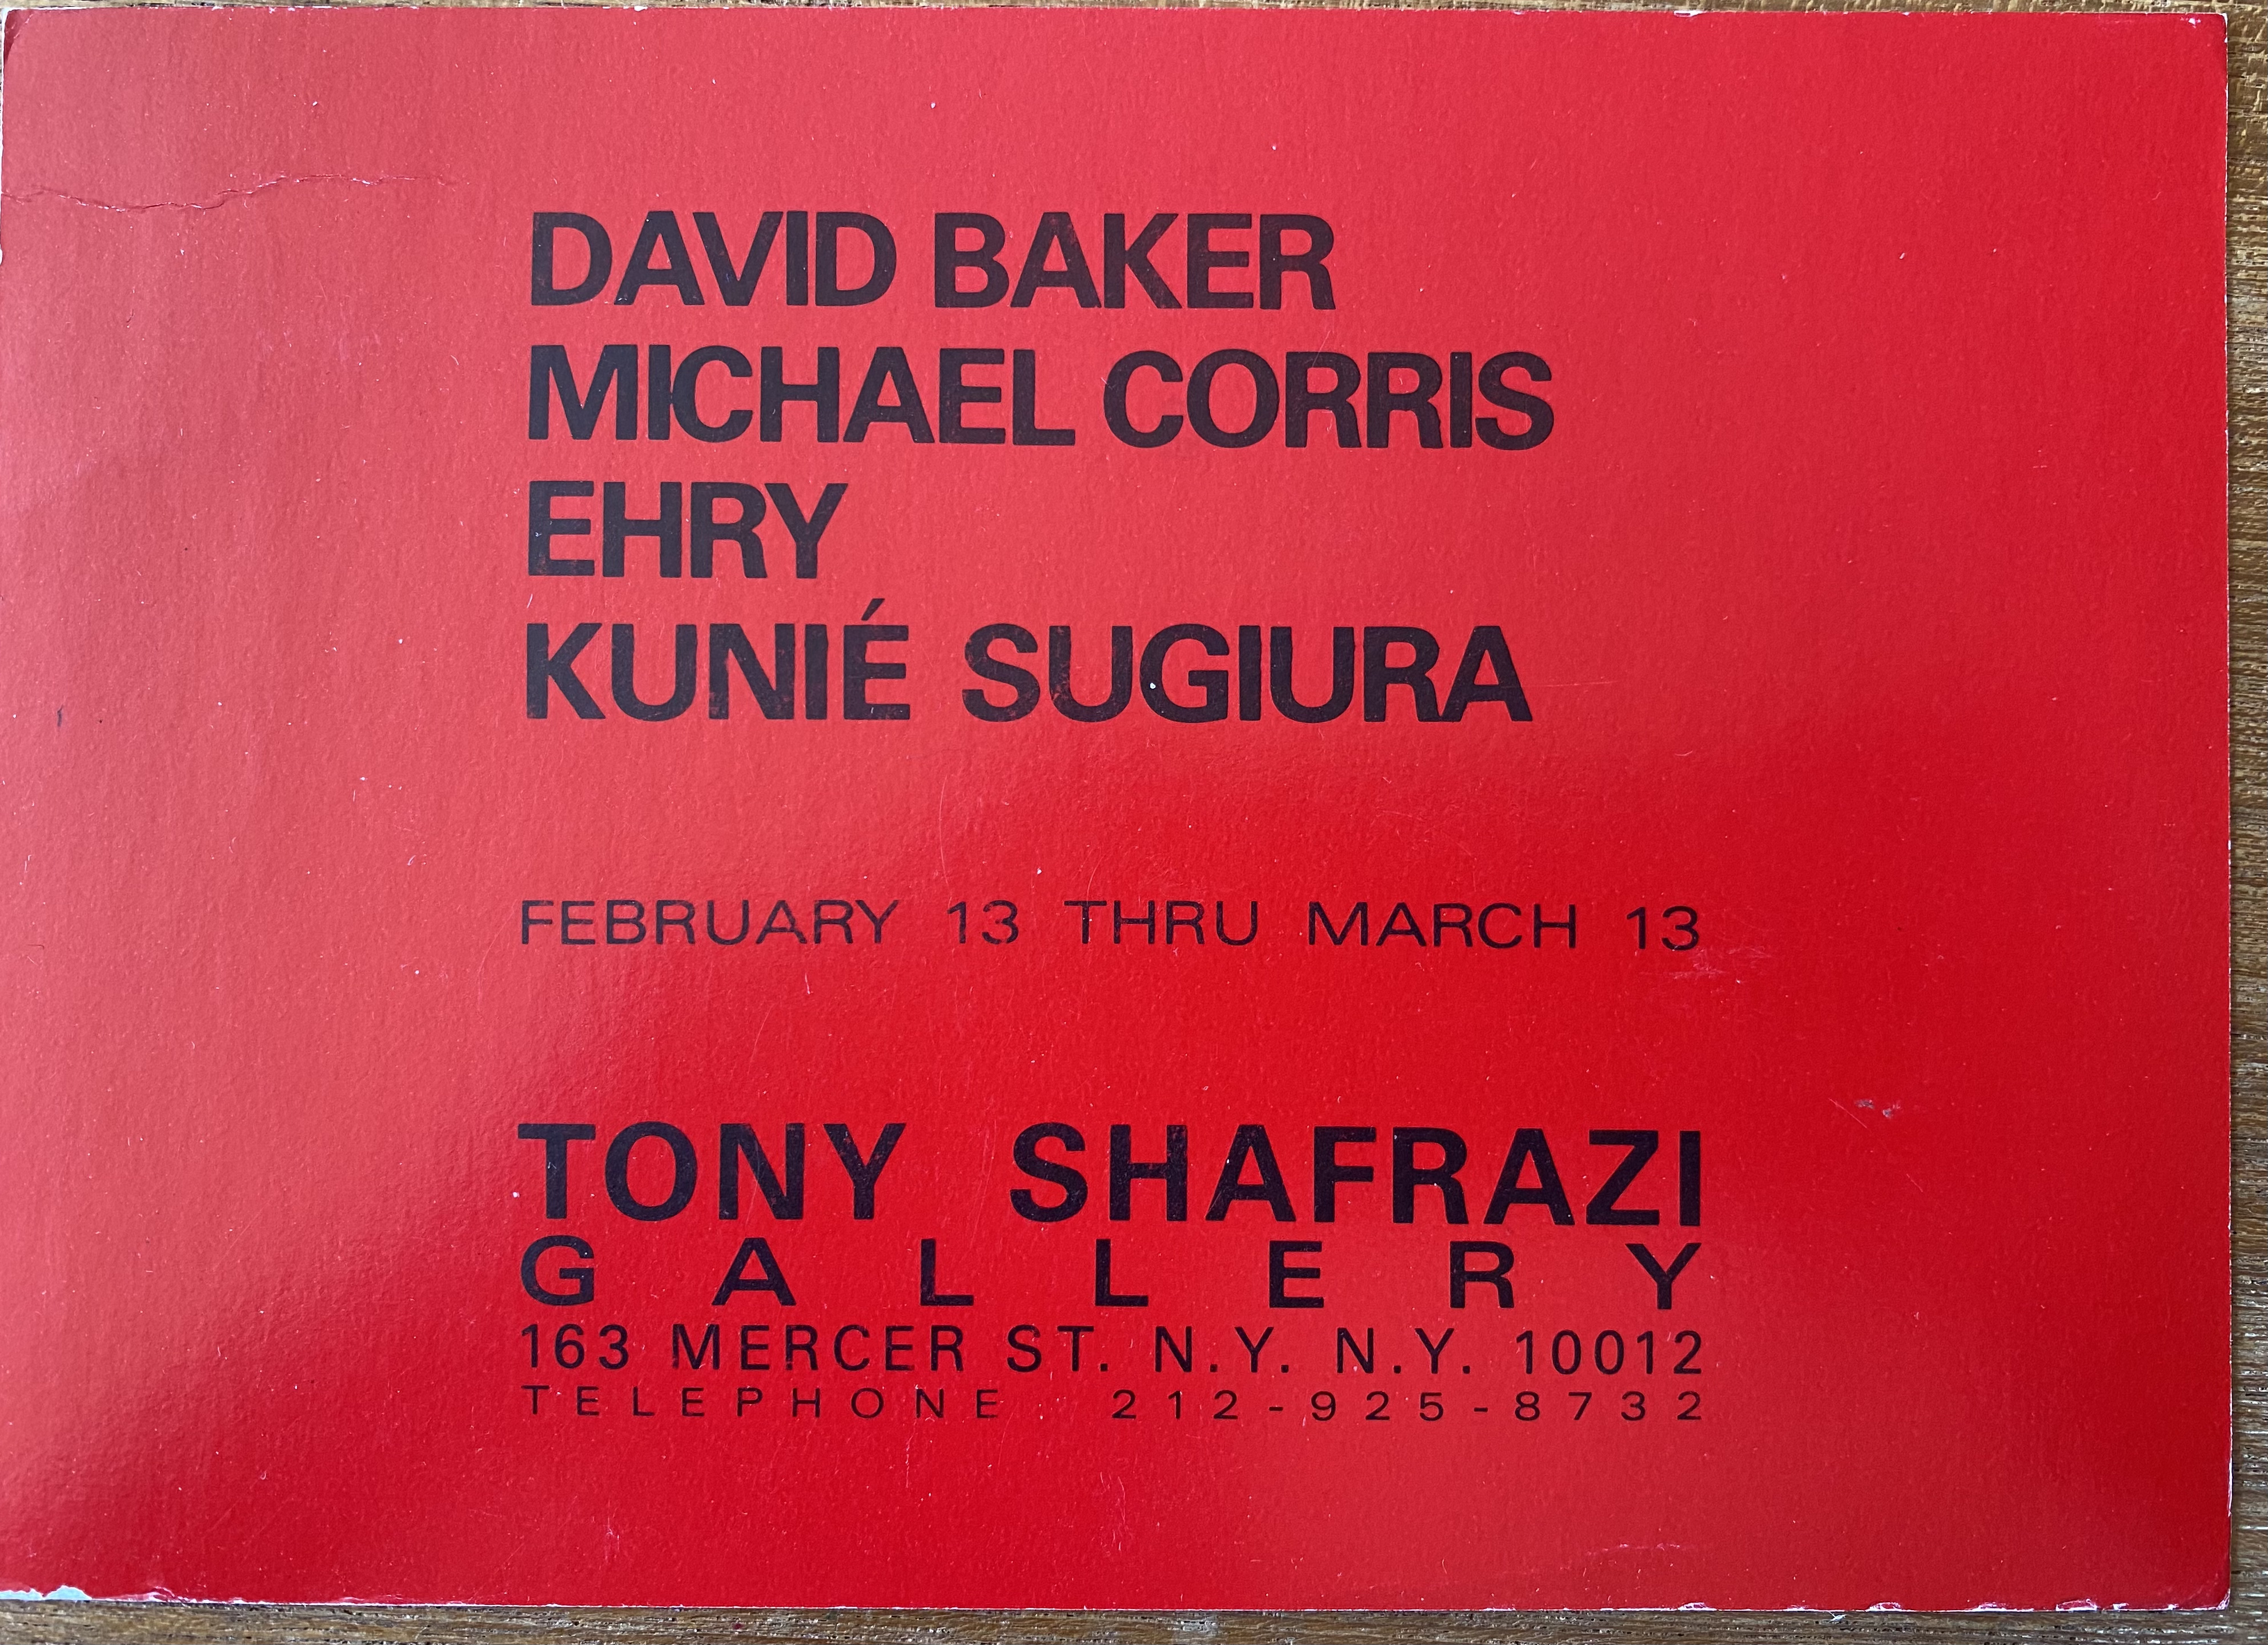 DAVID BAKER
MICHAEL CORRIS
EHRY
KUNIÉ SUGIURA
FEBRUARY 13 THRU MARCH 13
TONY SHAFRAZI
GALLERY
163 MERCER ST. N.Y. N.Y. 10012
TELEPHONE 212-925-8732